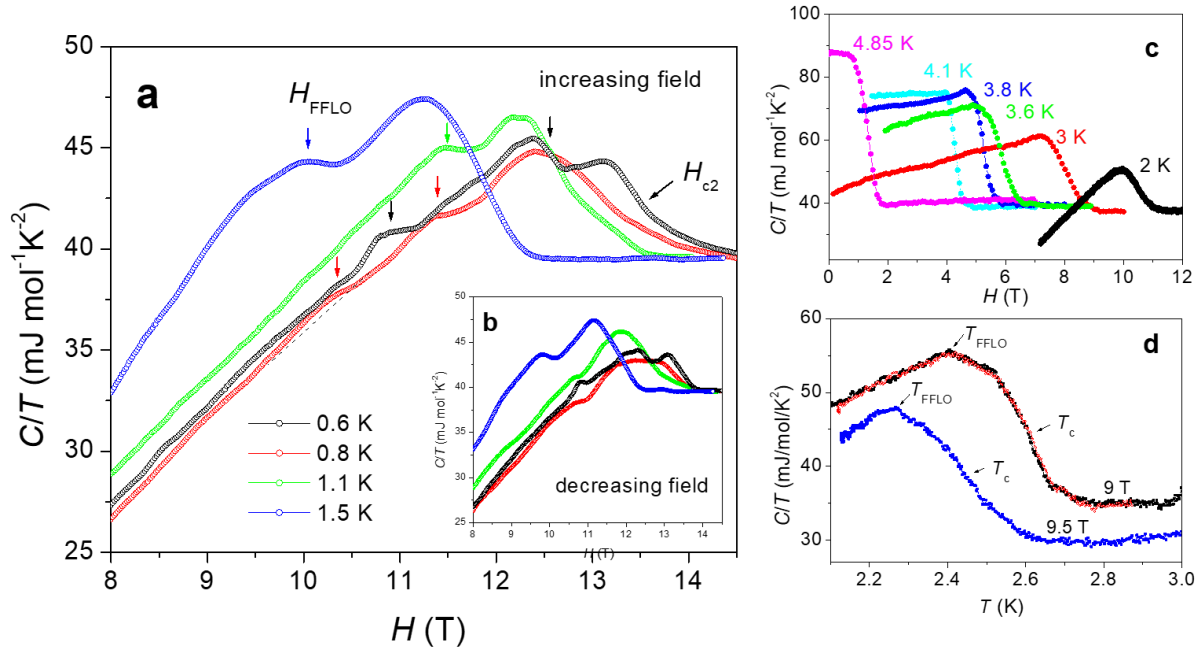 a
increasing field
H_FFLO
H_c2
50
45
40
35
30
25
C/T (mJ mol⁻¹K⁻²)
0.6 K
0.8 K
1.1 K
1.5 K
8 9 10 11 12 13 14
H (T)
b
decreasing field
50
45
40
35
30
25
C/T (mJ mol⁻¹K⁻²)
8 9 10 11 12 13 14
H (T)
c
4.85 K
4.1 K
3.8 K
3.6 K
3 K
2 K
100
80
60
40
C/T (mJ mol⁻¹K⁻²)
0 2 4 6 8 10 12
H (T)
d
T_FFLO
T_FFLO
T_c
T_c
9 T
9.5 T
60
50
40
30
C/T (mJ/mol/K²)
2.2 2.4 2.6 2.8 3.0
T (K)